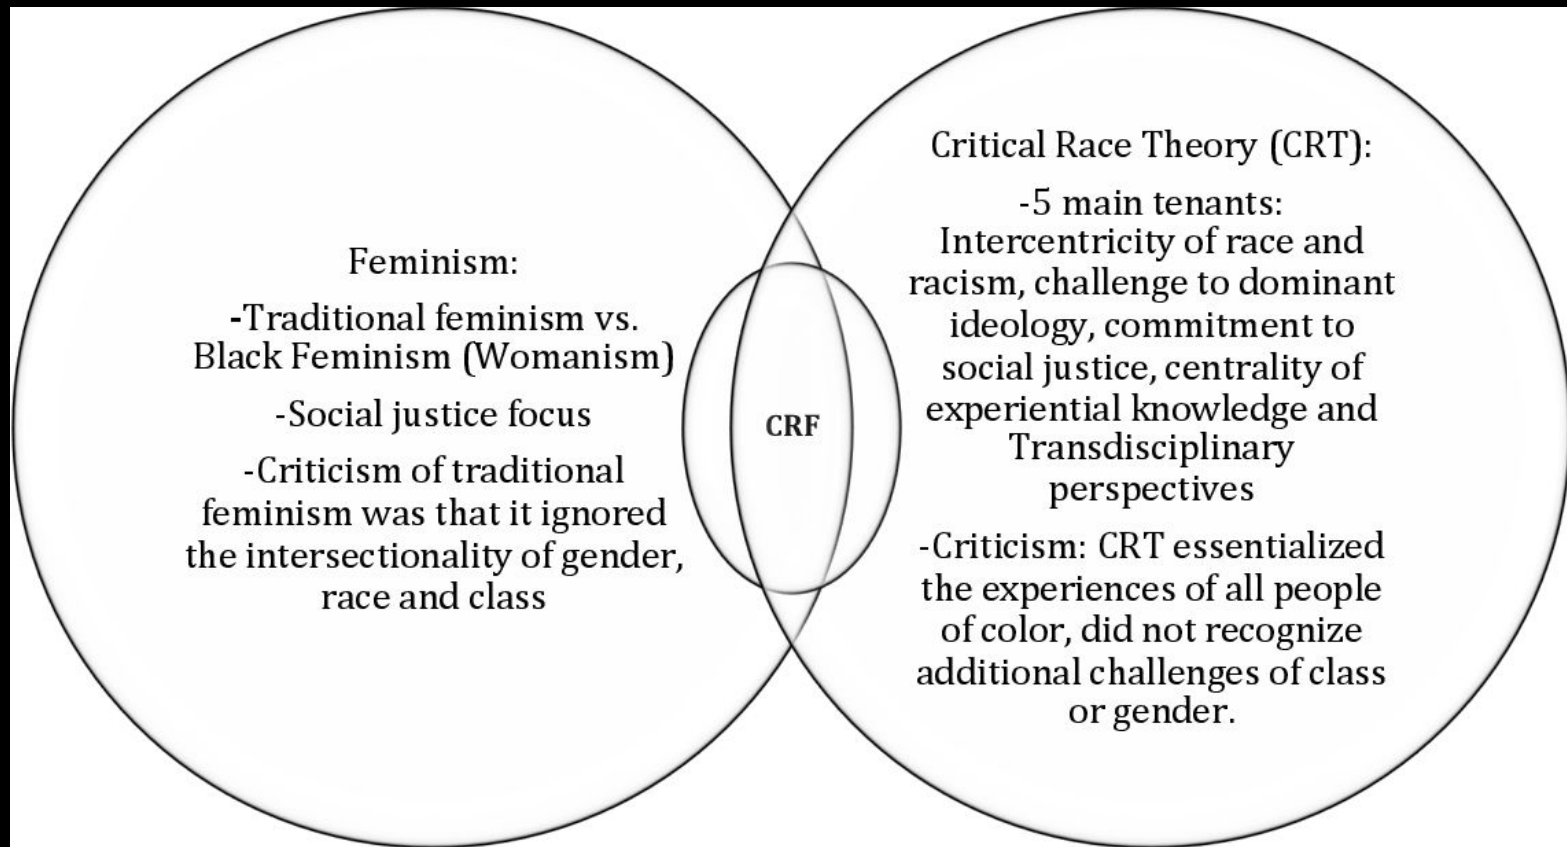 Feminism:
-Traditional feminism vs.
Black Feminism (Womanism)
-Social justice focus
-Criticism of traditional
feminism was that it ignored
the intersectionality of gender,
race and class
CRF
Critical Race Theory (CRT):
-5 main tenants:
Intercentricity of race and
racism, challenge to dominant
ideology, commitment to
social justice, centrality of
experiential knowledge and
Transdisciplinary
perspectives
-Criticism: CRT essentialized
the experiences of all people
of color, did not recognize
additional challenges of class
or gender.